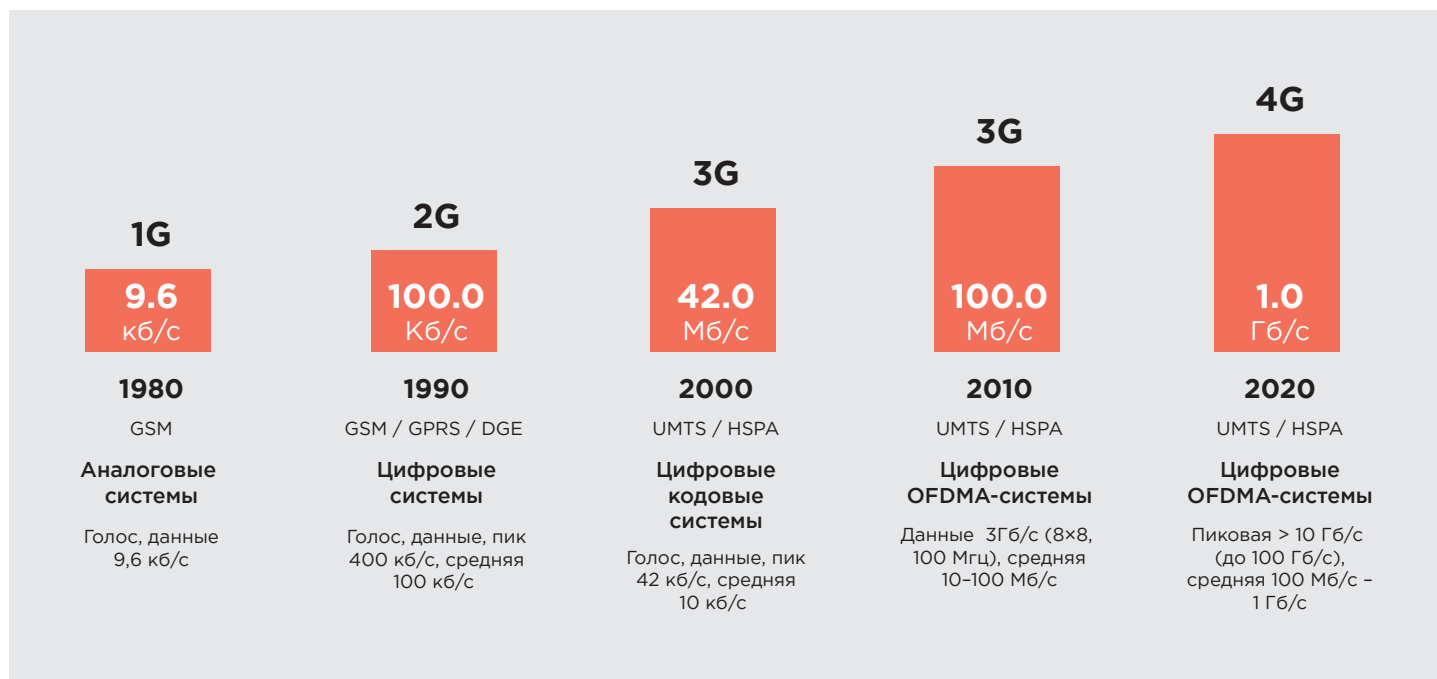 1G
9.6
кб/с
1980
GSM
Аналоговые
системы
Голос, данные
9,6 кб/с
2G
100.0
Кб/с
1990
GSM / GPRS / DGE
Цифровые
системы
Голос, данные, пик
400 кб/с, средняя
100 кб/с
3G
42.0
Мб/с
2000
UMTS / HSPA
Цифровые
кодовые
системы
Голос, данные, пик
42 кб/с, средняя
10 кб/с
3G
100.0
Мб/с
2010
UMTS / HSPA
Цифровые
OFDMA-системы
Данные 3Гб/с (8×8,
100 Мгц), средняя
10–100 Мб/с
4G
1.0
Гб/с
2020
UMTS / HSPA
Цифровые
OFDMA-системы
Пиковая > 10 Гб/с
(до 100 Гб/с),
средняя 100 Мб/с –
1 Гб/с